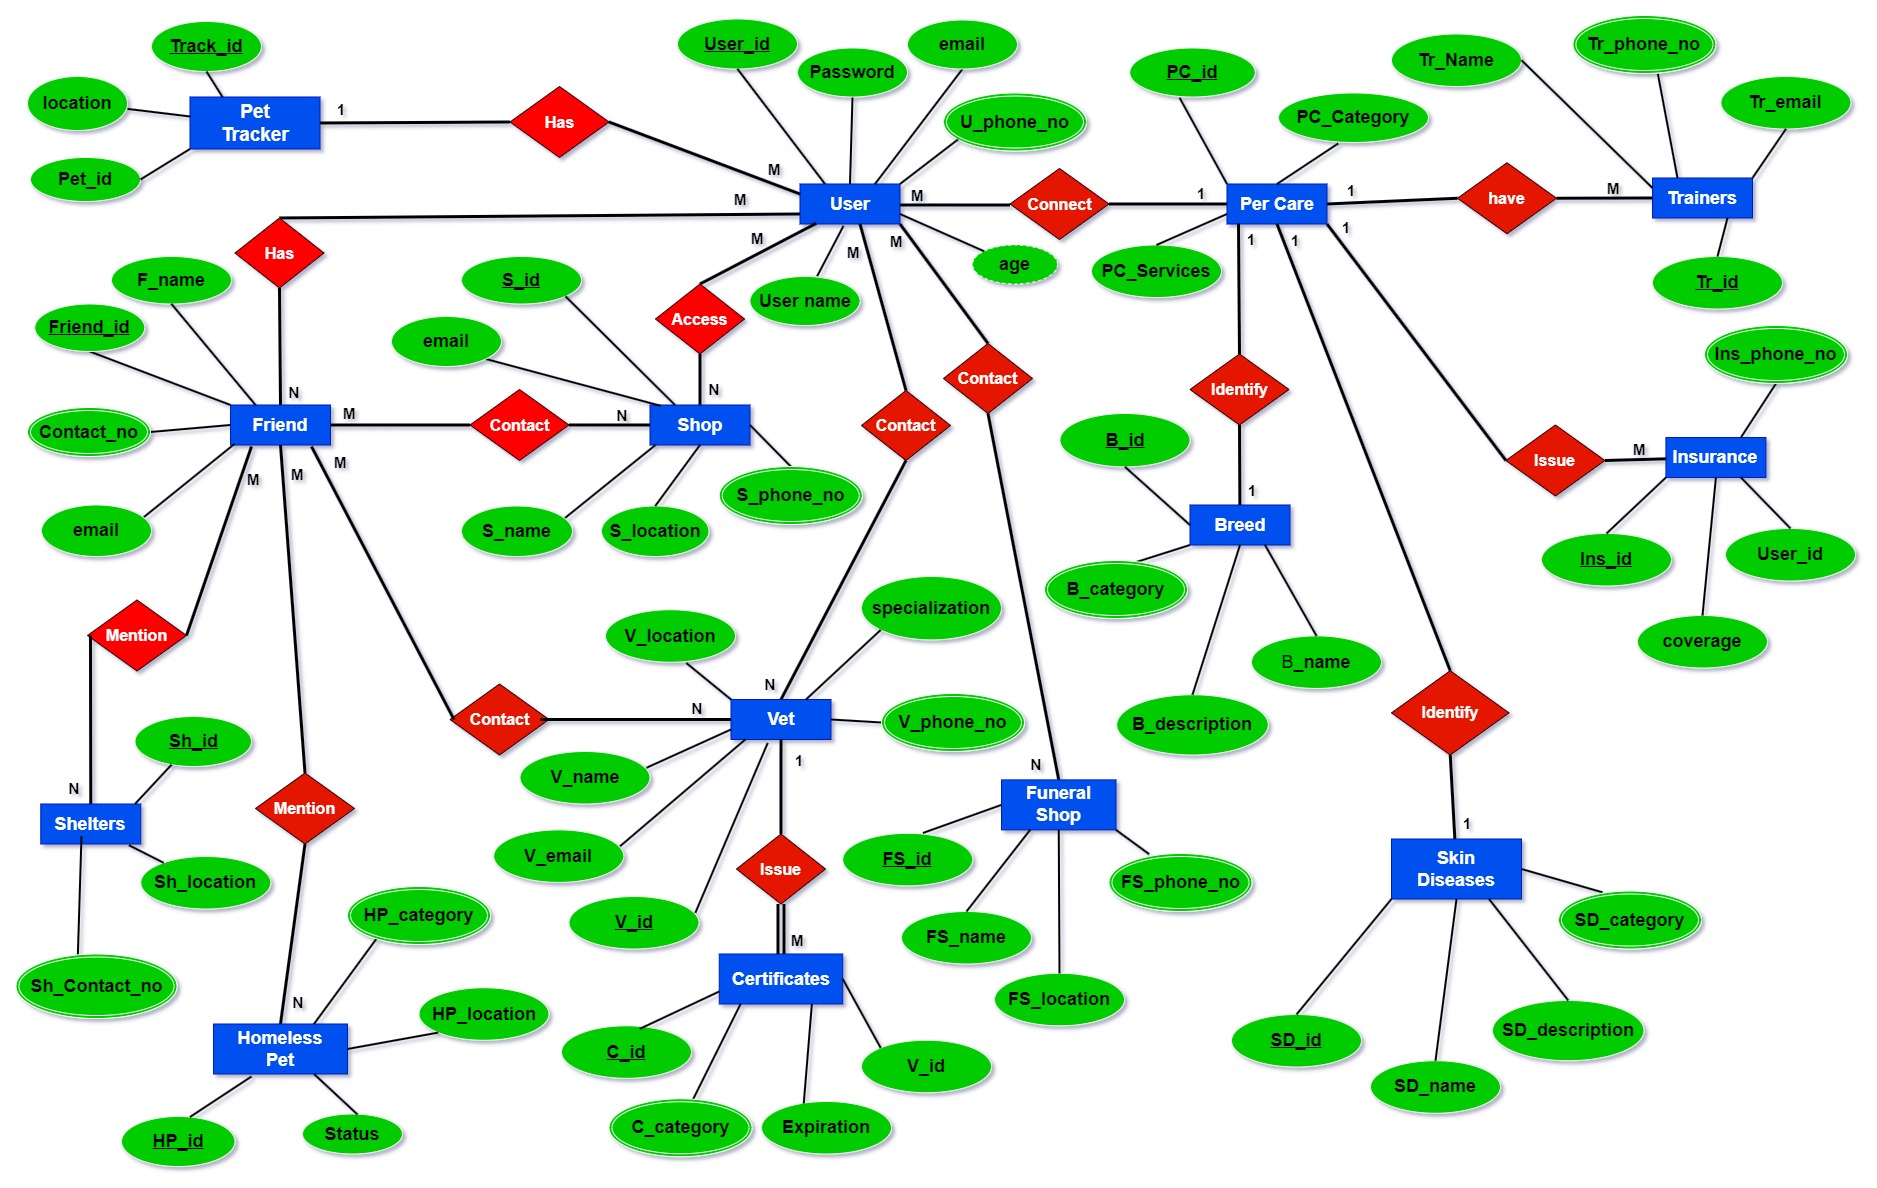 Track_id
location
Pet
Tracker
Pet_id
1
Has
M
User_id
Password
email
U_phone_no
User
age
User name
M
Connect
1
PC_id
PC_Category
Per Care
PC_Services
1
have
M
Tr_Name
Tr_phone_no
Tr_email
Trainers
Tr_id
M
Has
N
F_name
Friend_id
Contact_no
email
Friend
M
Contact
N
S_id
email
Shop
S_name
S_location
S_phone_no
M
Access
N
M
Contact
N
M
Contact
N
1
Identify
1
B_id
Breed
B_category
B_description
B_name
1
Issue
M
Ins_phone_no
Insurance
Ins_id
User_id
coverage
1
Identify
1
Skin
Diseases
SD_category
SD_id
SD_name
SD_description
M
Mention
N
Sh_id
Shelters
Sh_location
Sh_Contact_no
M
Mention
N
HP_category
HP_location
Homeless
Pet
HP_id
Status
M
Contact
N
V_location
specialization
Vet
V_phone_no
V_name
V_email
V_id
1
Issue
M
Certificates
C_id
C_category
Expiration
V_id
Funeral
Shop
FS_id
FS_name
FS_location
FS_phone_no